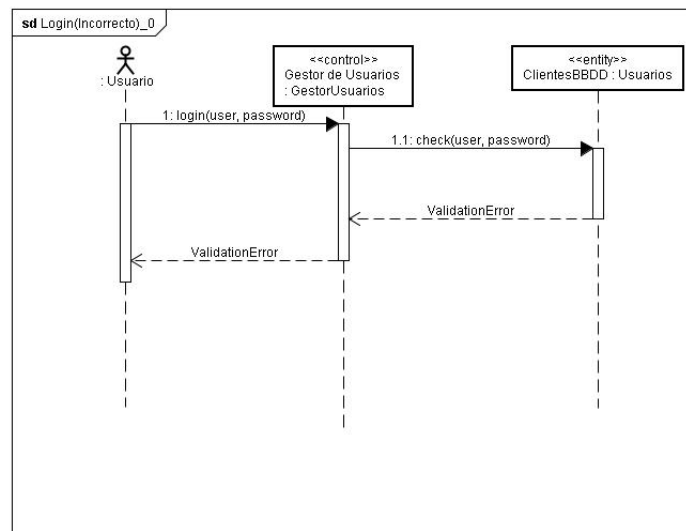 sd Login(Incorrecto)_0
: Usuario
<<control>>
Gestor de Usuarios
: GestorUsuarios
<<entity>>
ClientesBBDD : Usuarios
1: login(user, password)
1.1: check(user, password)
ValidationError
ValidationError